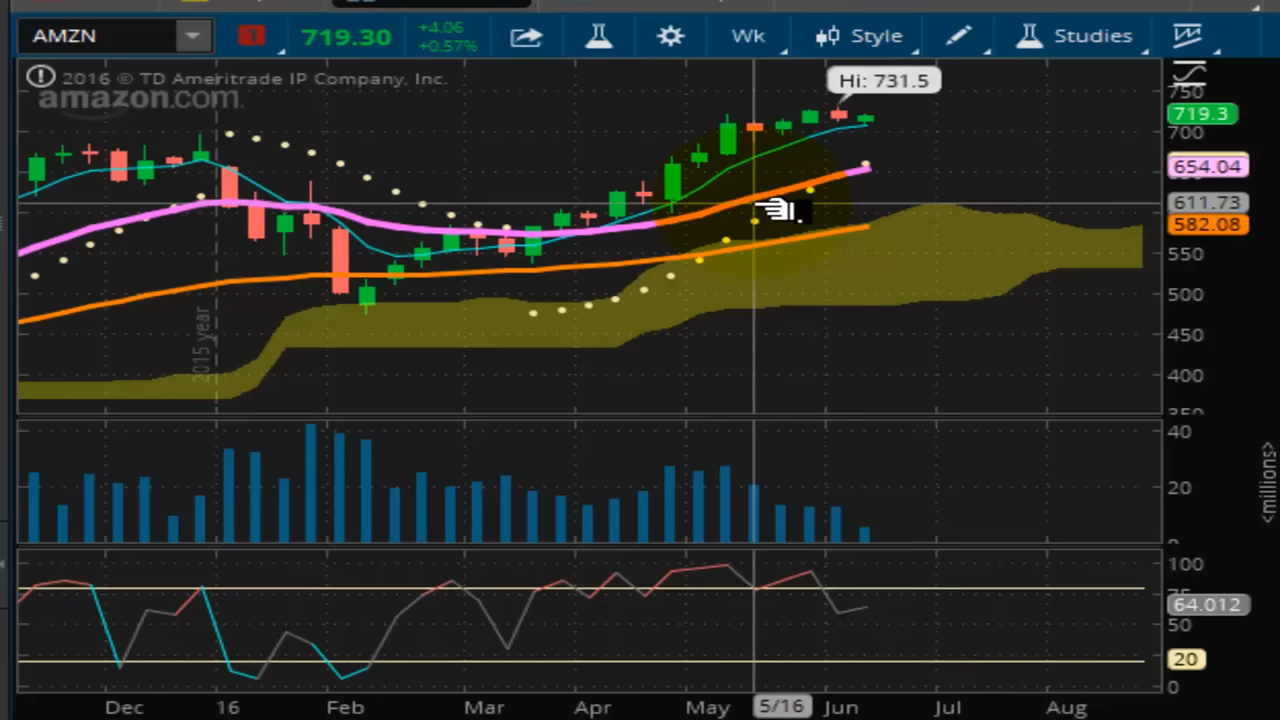 AMZN
1
719.30
+4.06
+0.57%
Wk
Style
Studies
2016 © TD Ameritrade IP Company, Inc.
amazon.com
Hi: 731.5
750
719.3
700
654.04
611.73
582.08
550
500
450
400
350
2015 year
40
20
0
<millions>
100
75
64.012
50
20
0
Dec
16
Feb
Mar
Apr
May
5/16
Jun
Jul
Aug